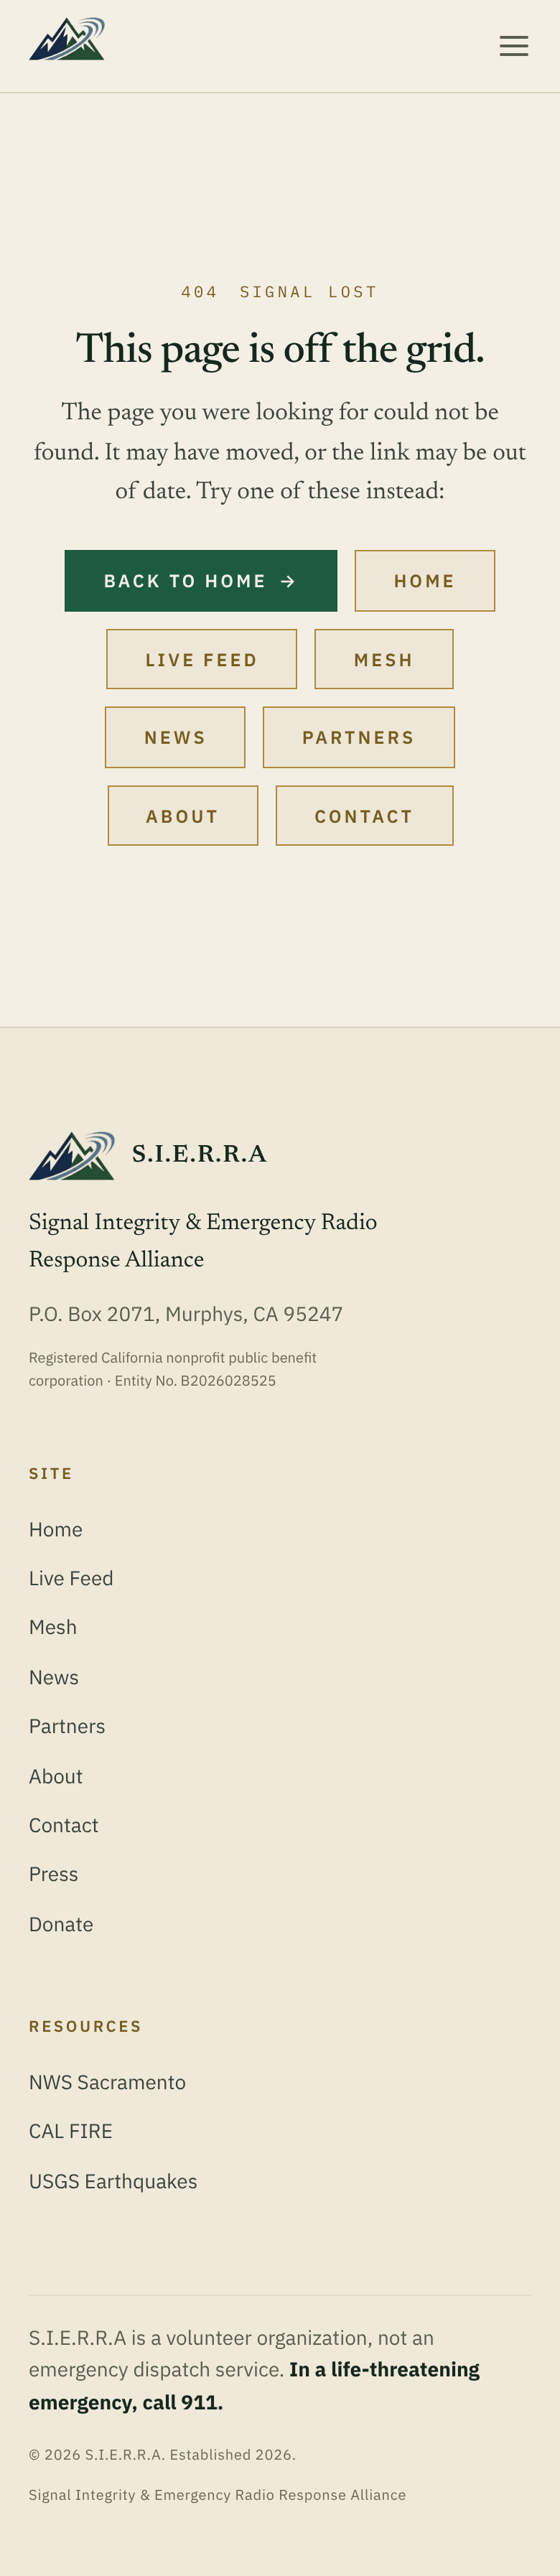 404 SIGNAL LOST
This page is off the grid.
The page you were looking for could not be
found. It may have moved, or the link may be out
of date. Try one of these instead:
BACK TO HOME →
HOME
LIVE FEED
MESH
NEWS
PARTNERS
ABOUT
CONTACT
S.I.E.R.R.A
Signal Integrity & Emergency Radio
Response Alliance
P.O. Box 2071, Murphys, CA 95247
Registered California nonprofit public benefit
corporation · Entity No. B2026028525
SITE
Home
Live Feed
Mesh
News
Partners
About
Contact
Press
Donate
RESOURCES
NWS Sacramento
CAL FIRE
USGS Earthquakes
S.I.E.R.R.A is a volunteer organization, not an
emergency dispatch service. In a life-threatening
emergency, call 911.
© 2026 S.I.E.R.R.A. Established 2026.
Signal Integrity & Emergency Radio Response Alliance